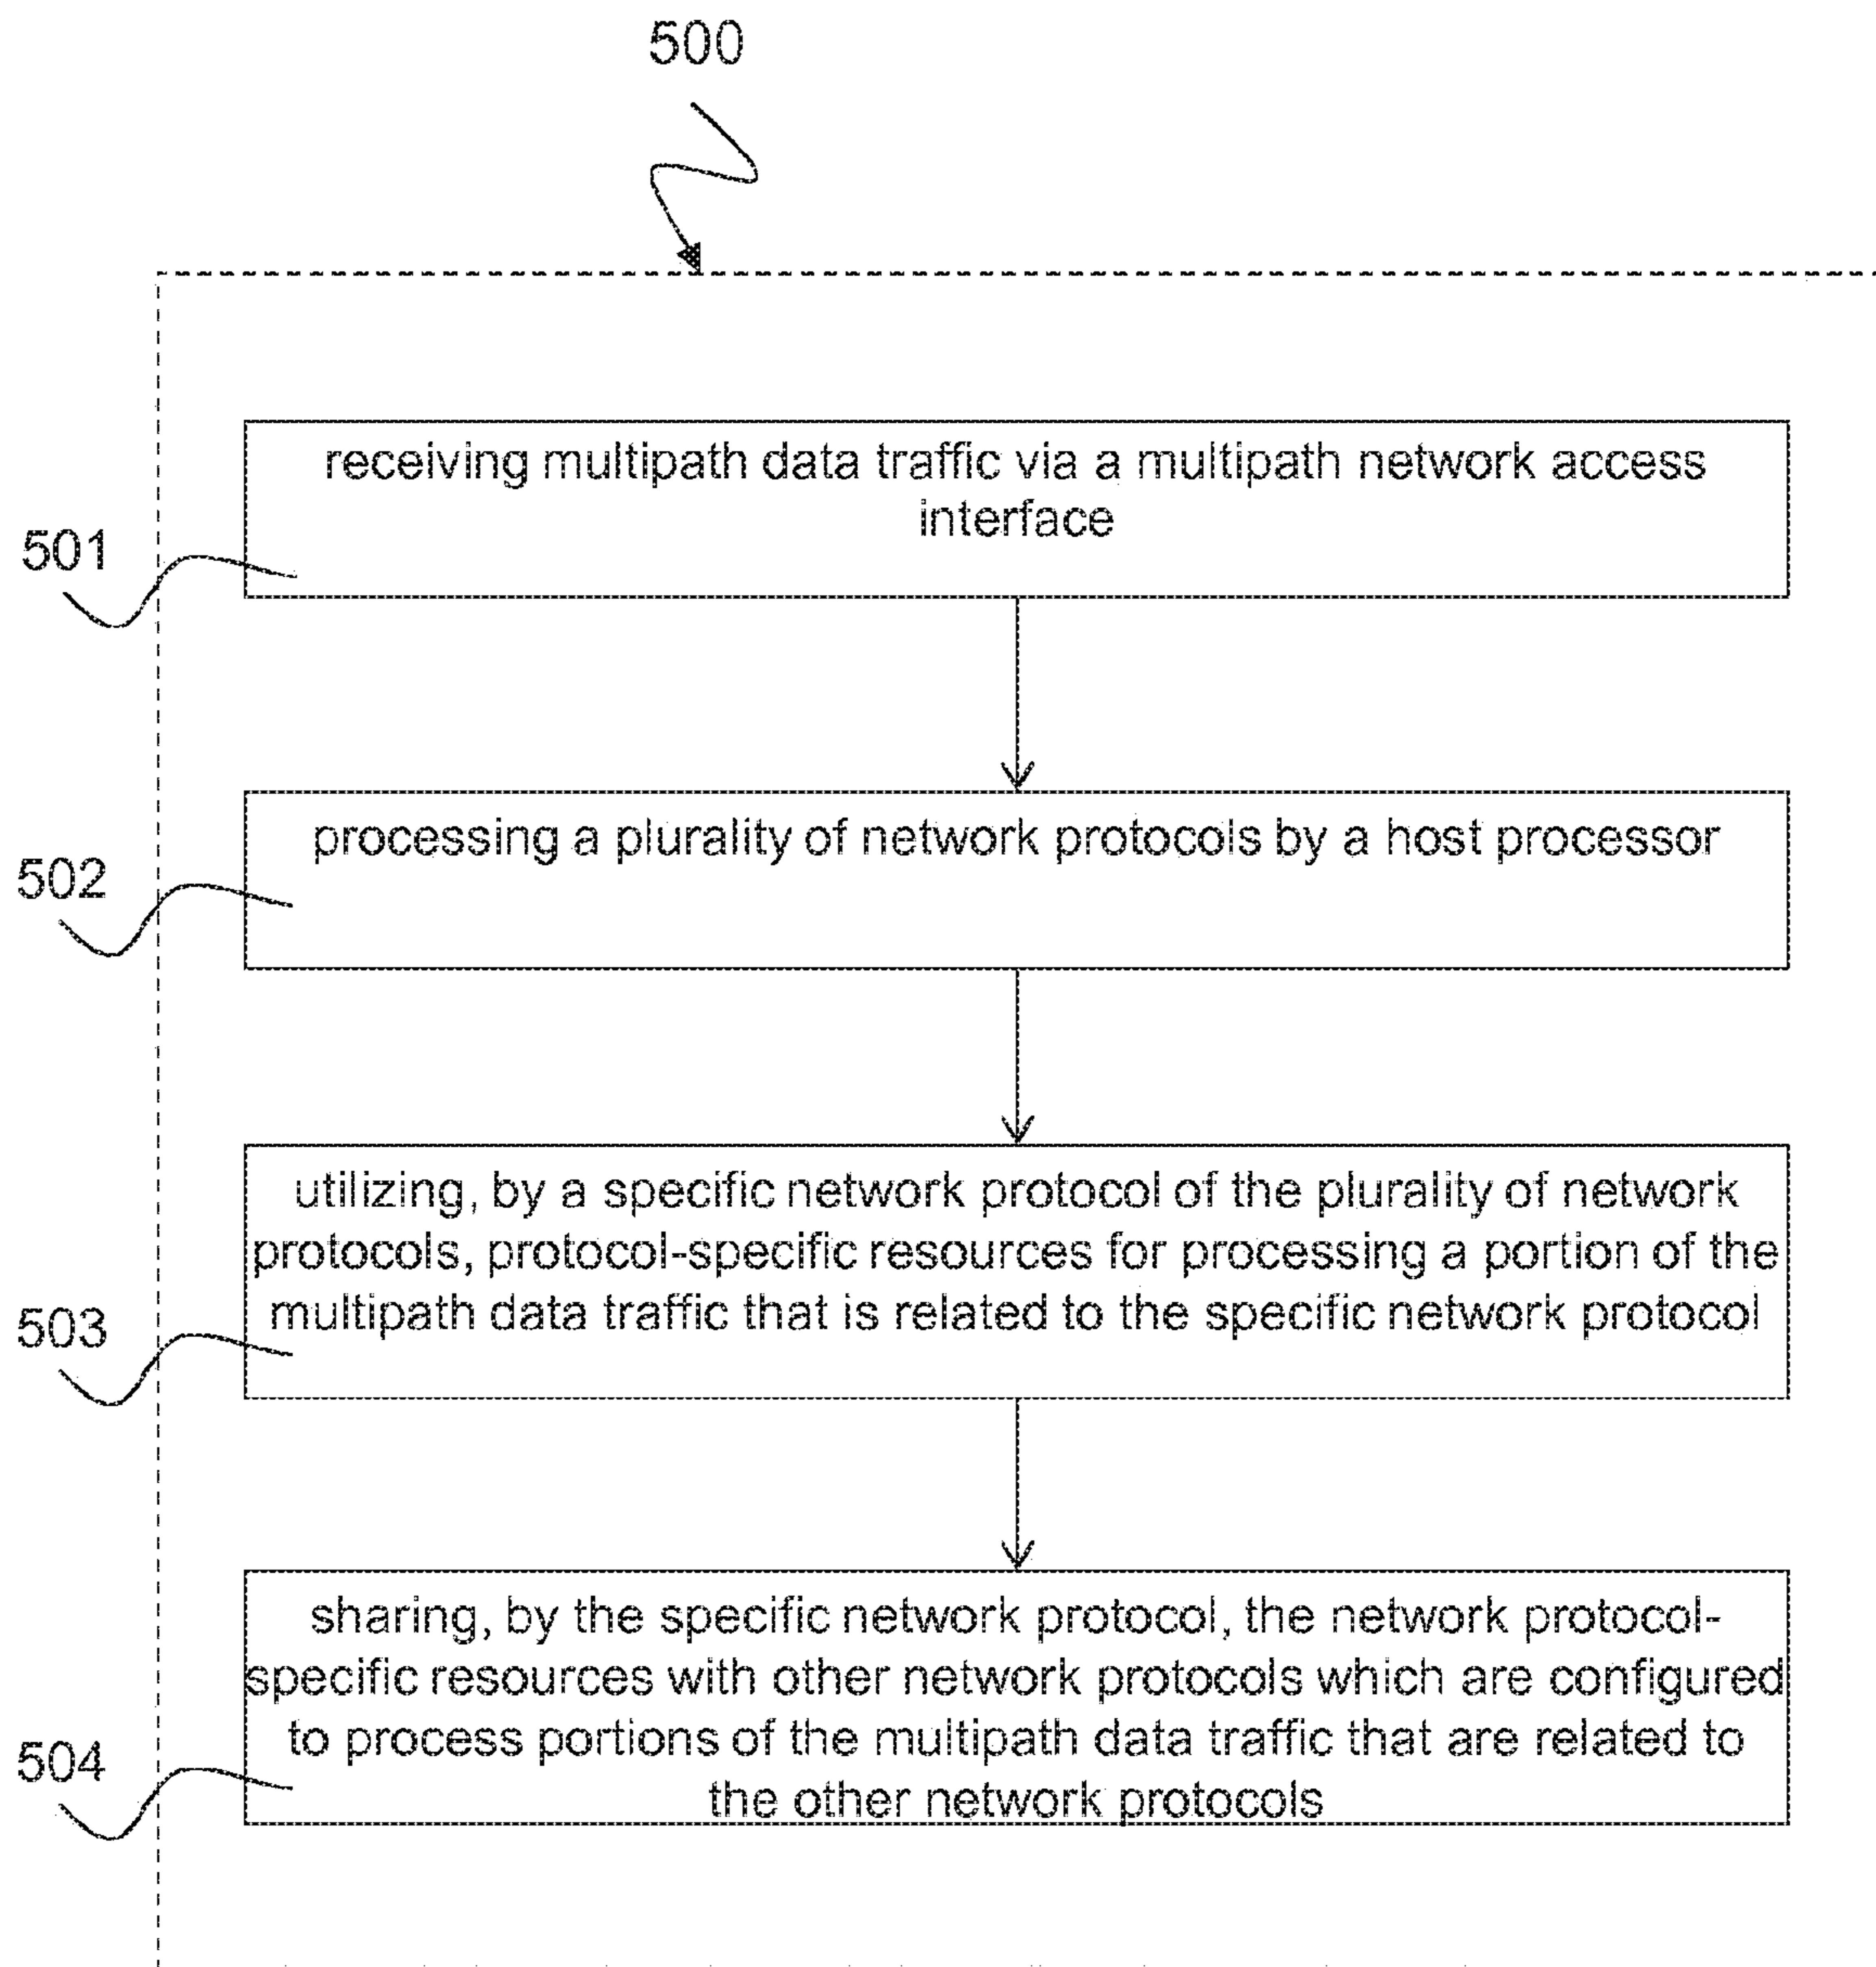 500
receiving multipath data traffic via a multipath network access
interface
501
processing a plurality of network protocols by a host processor
502
utilizing, by a specific network protocol of the plurality of network
protocols, protocol-specific resources for processing a portion of the
multipath data traffic that is related to the specific network protocol
503
sharing, by the specific network protocol, the network protocol-
specific resources with other network protocols which are configured
to process portions of the multipath data traffic that are related to
the other network protocols
504